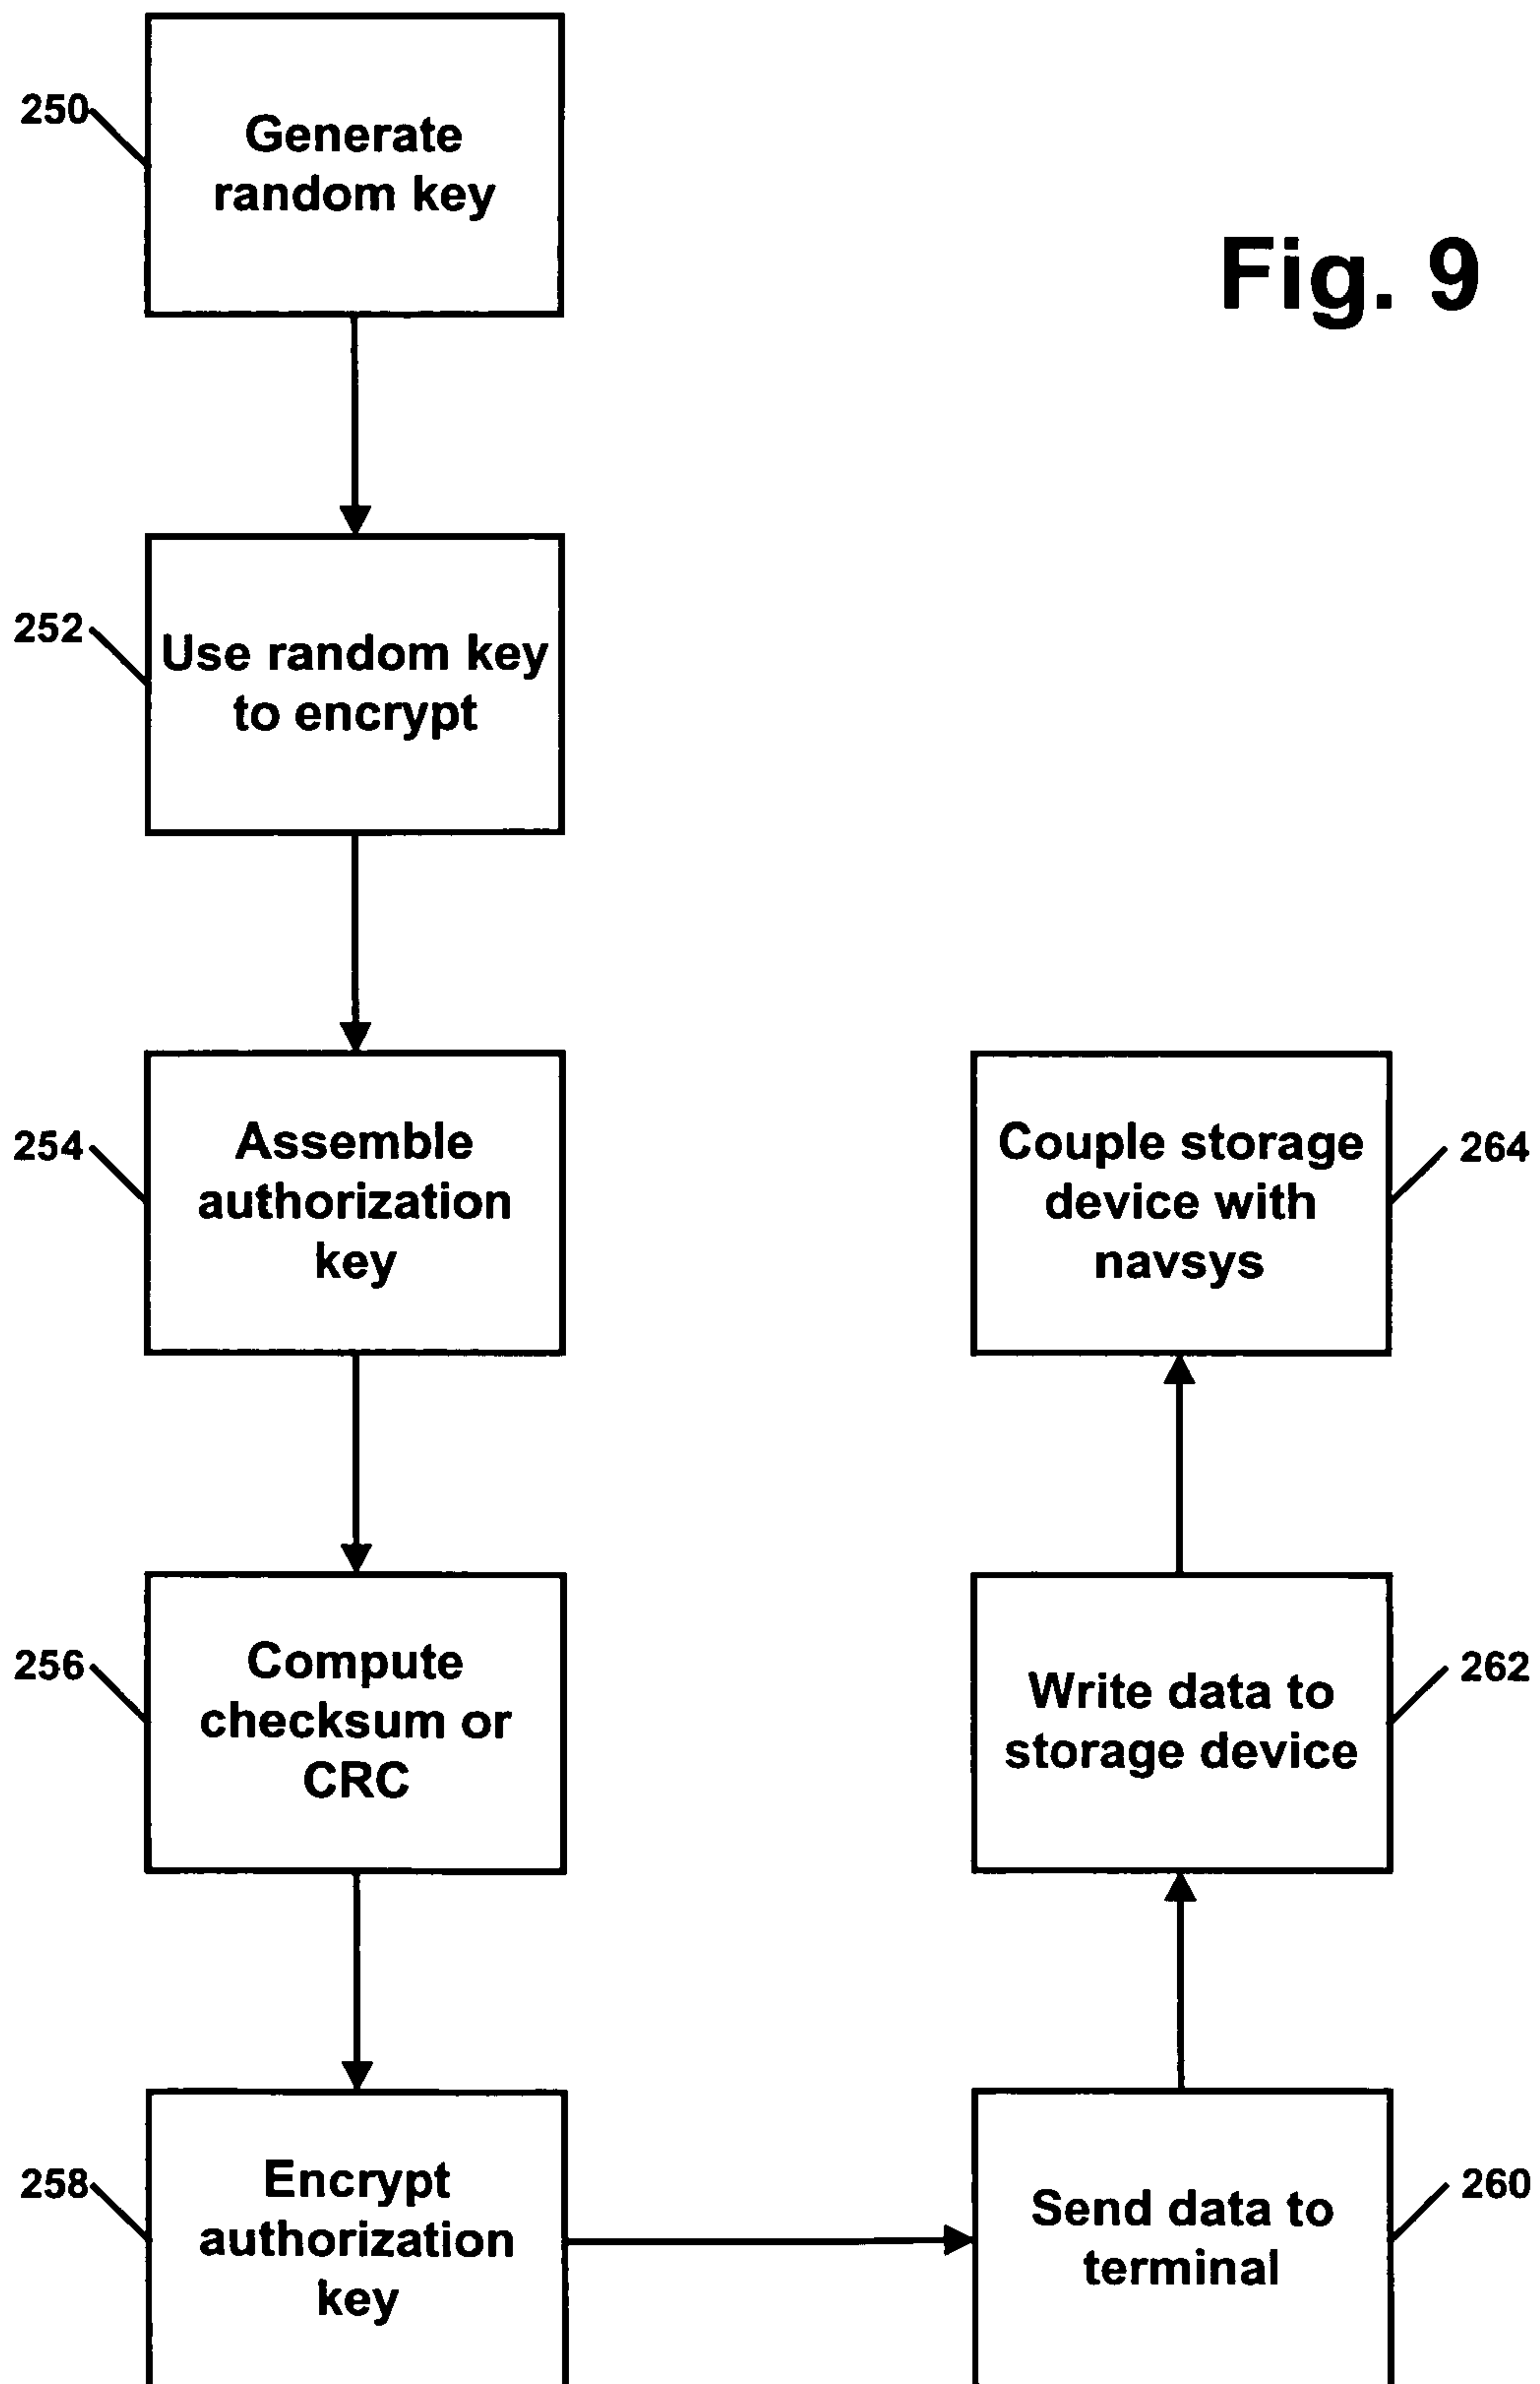 250
Generate
random key
Fig. 9
252
Use random key
to encrypt
254
Assemble
authorization
key
Couple storage
device with
navsys
264
256
Compute
checksum or
CRC
Write data to
storage device
262
258
Encrypt
authorization
key
Send data to
terminal
260